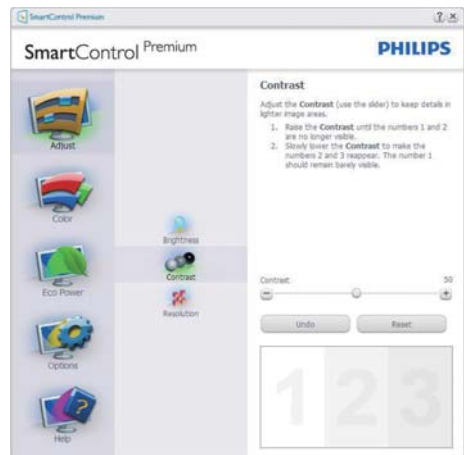 SmartControl Premium
SmartControl Premium
PHILIPS
Adjust
Color
Eco Power
Options
Help
Brightness
Contrast
Resolution
Contrast
Adjust the Contrast (use the slider) to keep details in
lighter image areas.
1. Raise the Contrast until the numbers 1 and 2
are no longer visible.
2. Slowly lower the Contrast to make the
numbers 2 and 3 reappear. The number 1
should remain barely visible.
Contrast: 50
Undo Reset
1 2 3